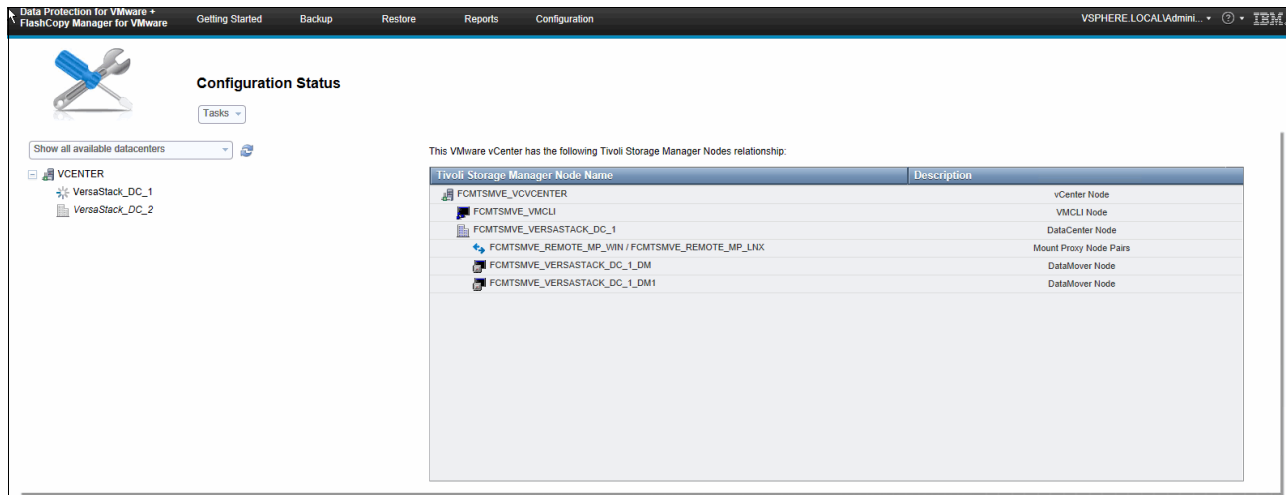 Data Protection for VMware +
FlashCopy Manager for VMware
Getting Started Backup Restore Reports Configuration VSPHERE.LOCAL\Admini... IBM
Configuration Status
Tasks
Show all available datacenters
VCENTER
VersaStack_DC_1
VersaStack_DC_2
This VMware vCenter has the following Tivoli Storage Manager Nodes relationship:
Tivoli Storage Manager Node Name Description
FCMTSMVE_VCVCENTER vCenter Node
FCMTSMVE_VMCLI VMCLI Node
FCMTSMVE_VERSASTACK_DC_1 DataCenter Node
FCMTSMVE_REMOTE_MP_WIN / FCMTSMVE_REMOTE_MP_LNX Mount Proxy Node Pairs
FCMTSMVE_VERSASTACK_DC_1_DM DataMover Node
FCMTSMVE_VERSASTACK_DC_1_DM1 DataMover Node